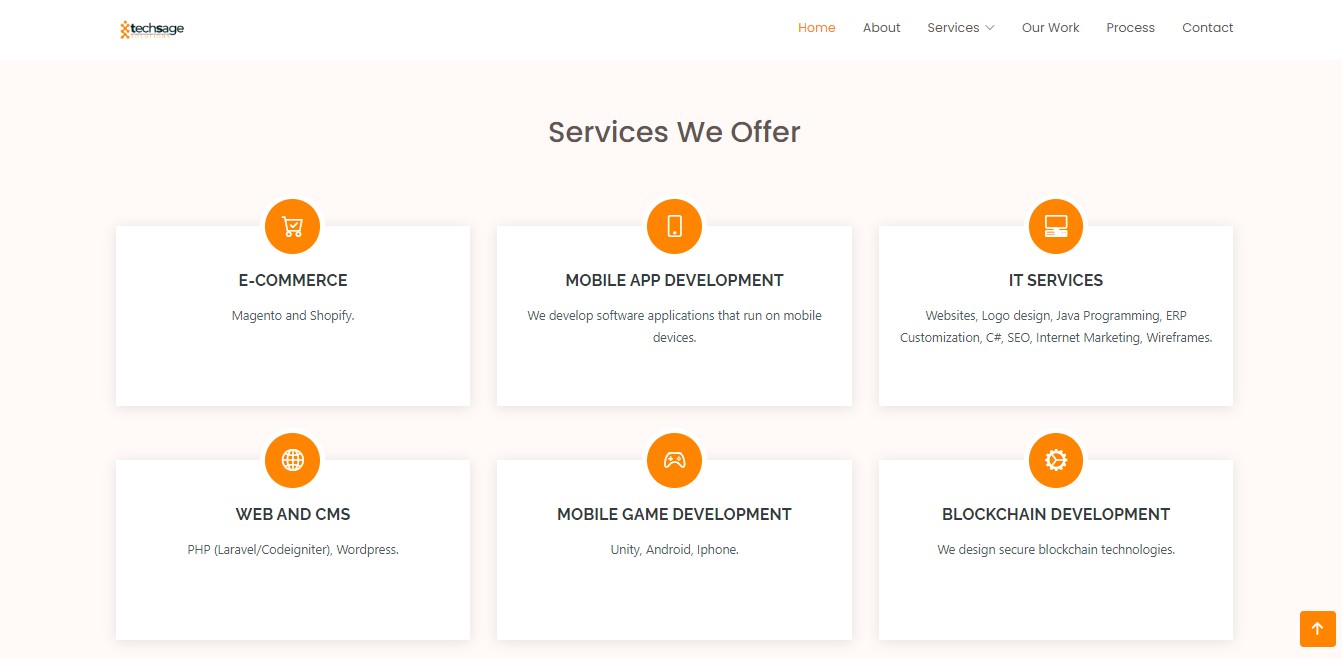 techsage
Home About Services Our Work Process Contact
Services We Offer
E-COMMERCE
Magento and Shopify.
MOBILE APP DEVELOPMENT
We develop software applications that run on mobile
devices.
IT SERVICES
Websites, Logo design, Java Programming, ERP
Customization, C#, SEO, Internet Marketing, Wireframes.
WEB AND CMS
PHP (Laravel/Codeigniter), Wordpress.
MOBILE GAME DEVELOPMENT
Unity, Android, Iphone.
BLOCKCHAIN DEVELOPMENT
We design secure blockchain technologies.